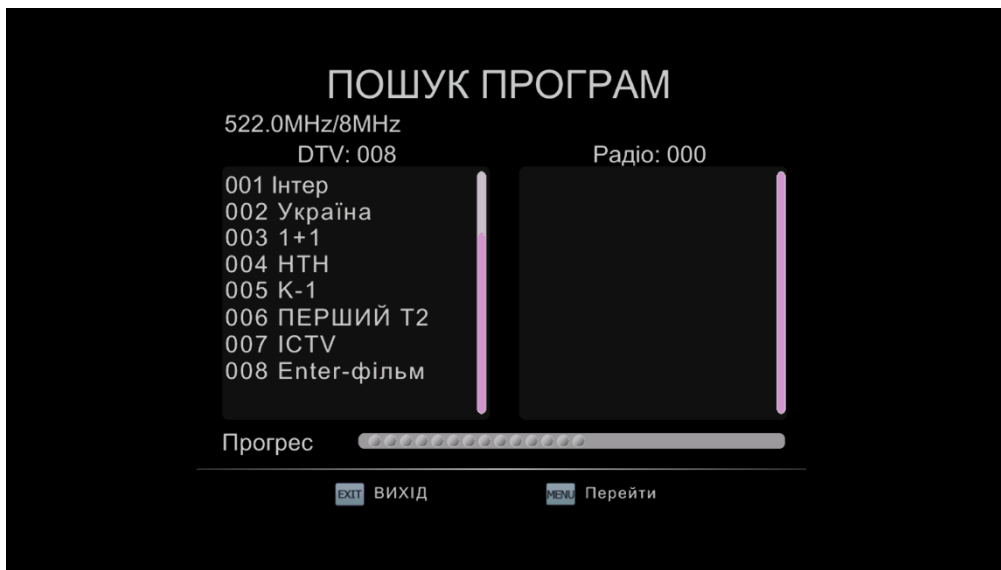 ПОШУК ПРОГРАМ
522.0MHz/8MHz
DTV: 008
Радіо: 000
001 Інтер
002 Україна
003 1+1
004 НТН
005 К-1
006 ПЕРШИЙ Т2
007 ICTV
008 Enter-фільм
Прогрес
EXIT ВИХІД
MENU Перейти